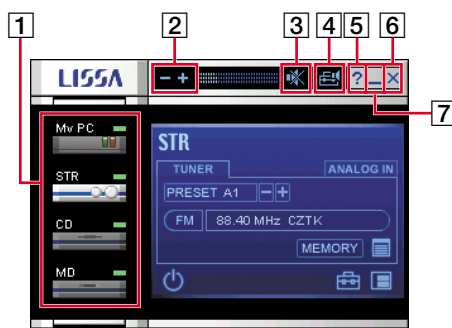 1
2
3
4
5
6
LISSA
− +
?
×
7
My PC
STR
CD
MD
STR
TUNER
ANALOG IN
PRESET A1
− +
FM
88.40 MHz CZTK
MEMORY